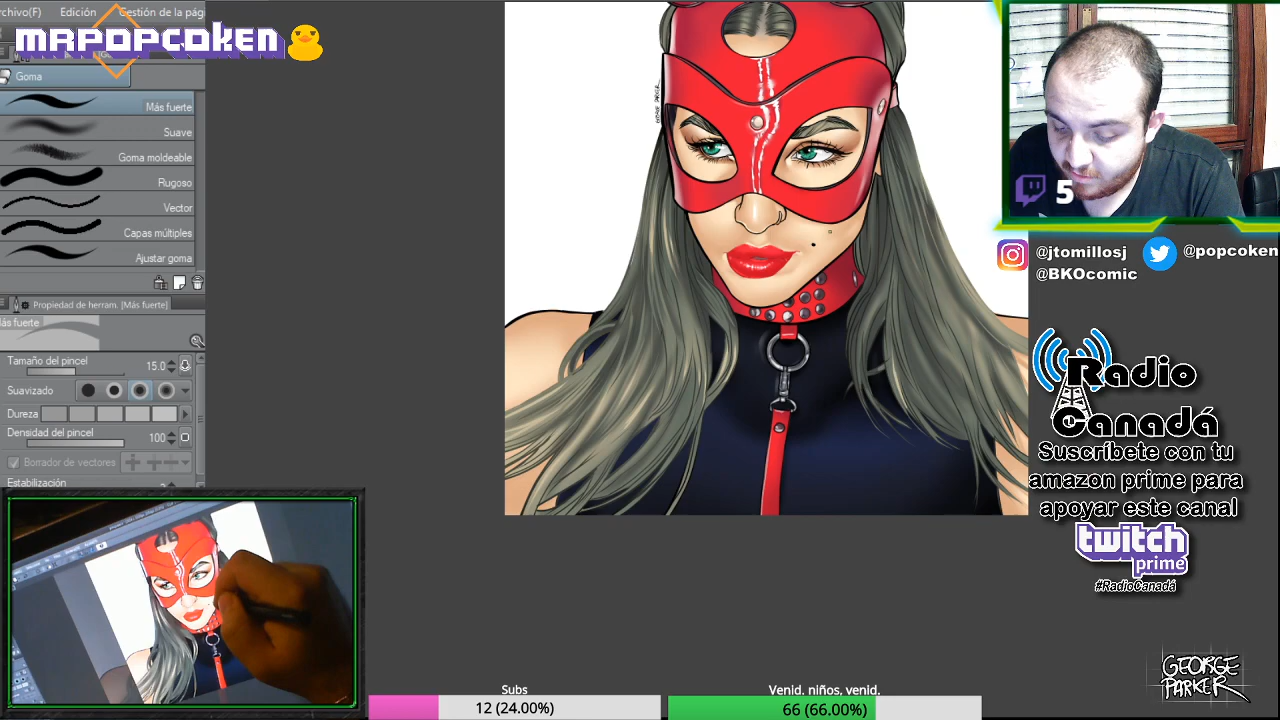 rchivo(F) Edición Gestión de la pág
MRPOPCOKEN
Goma
Más fuerte
Suave
Goma moldeable
Rugoso
Vector
Capas múltiples
Ajustar goma
Propiedad de herram. [Más fuerte]
Más fuerte
Tamaño del pincel 15.0
Suavizado
Dureza
Densidad del pincel 100
Borrador de vectores
Estabilización
GEORGE PARKER
5
@jtomillosj
@popcoken
@BKOcomic
Radio
Canadá
Suscríbete con tu
amazon prime para
apoyar este canal
twitch
prime
#RadioCanadá
GEORGE
PARKER
Subs
12 (24.00%)
Venid, niños, venid.
66 (66.00%)